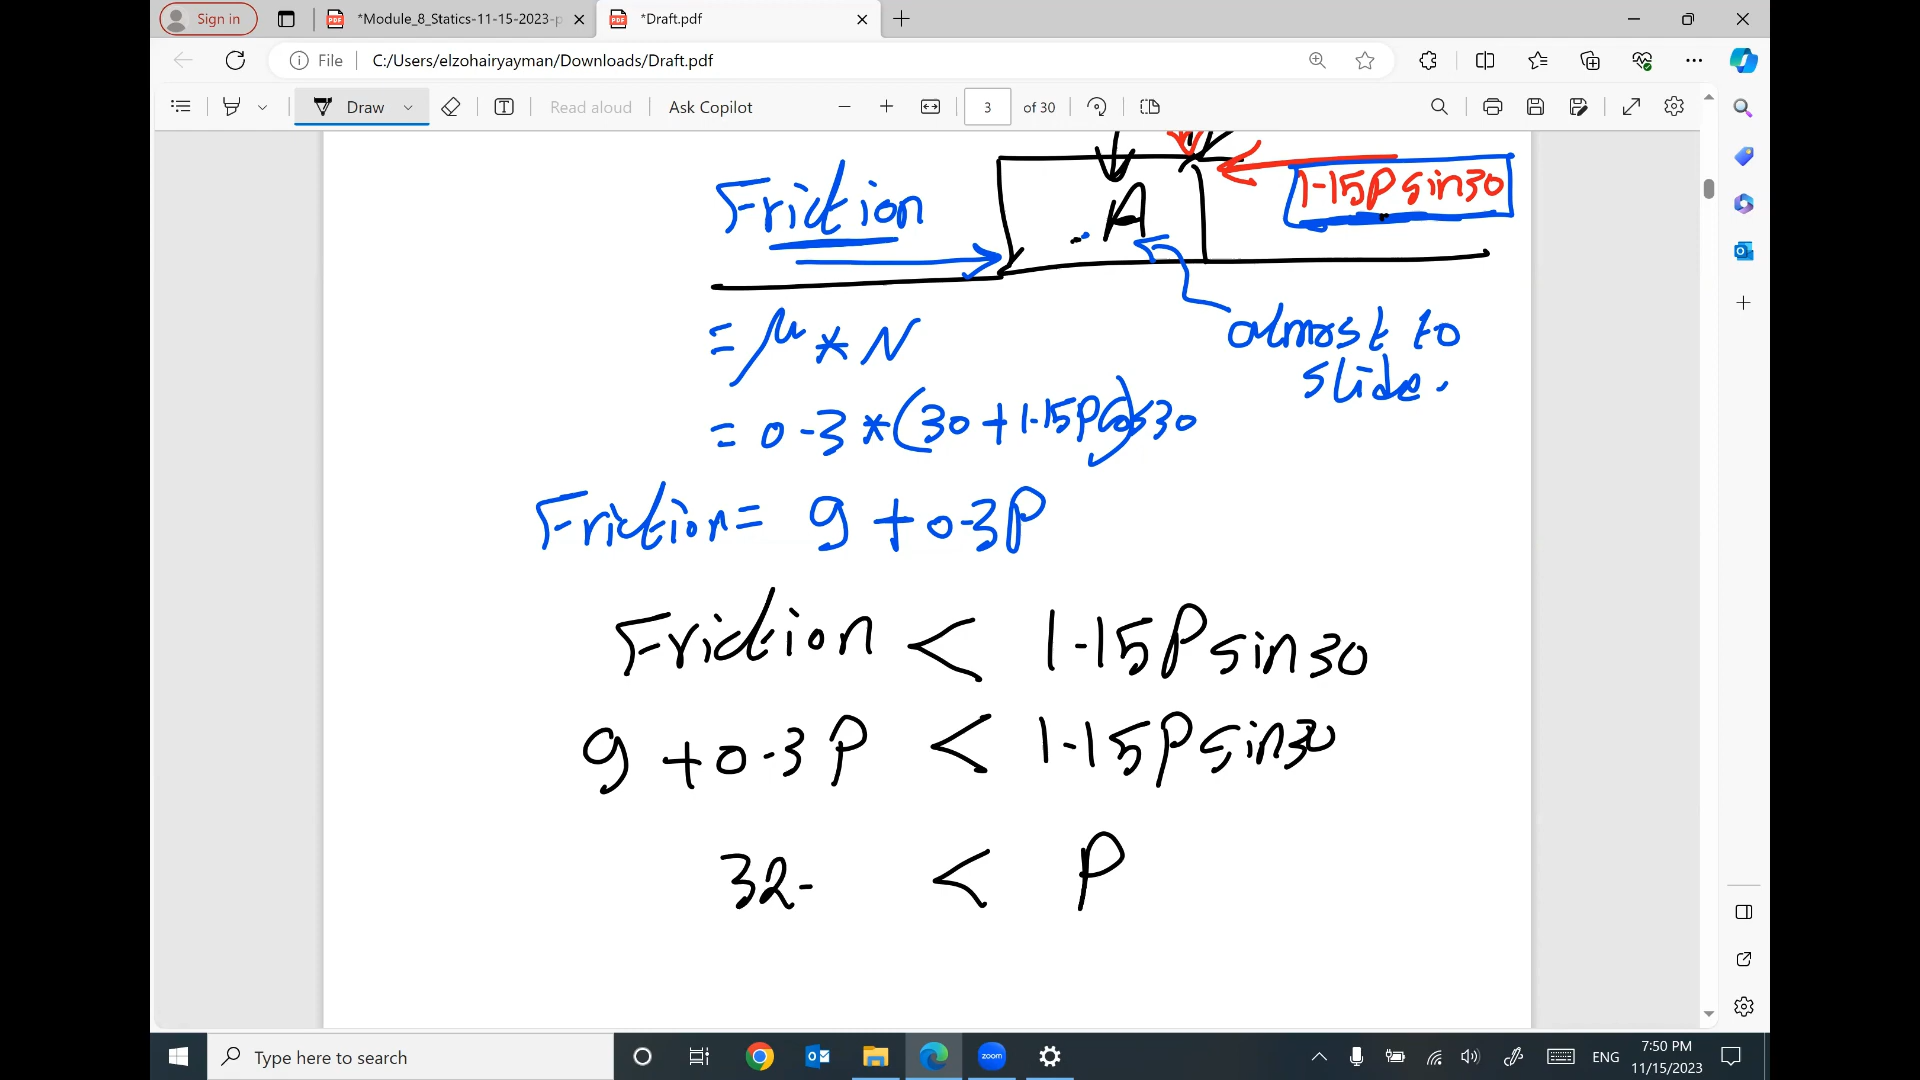 Sign in
*Module_8_Statics-11-15-2023-p
*Draft.pdf
File
C:/Users/elzohairyayman/Downloads/Draft.pdf
Draw
Read aloud
Ask Copilot
3
of 30
Friction
A
1.15P sin30
= μ * N
almost to
slide.
= 0.3 * (30 + 1.15P cos30
Friction = 9 + 0.3P
Friction < 1.15P sin30
9 + 0.3P < 1.15P sin30
32- < P
Type here to search
zoom
ENG
7:50 PM
11/15/2023